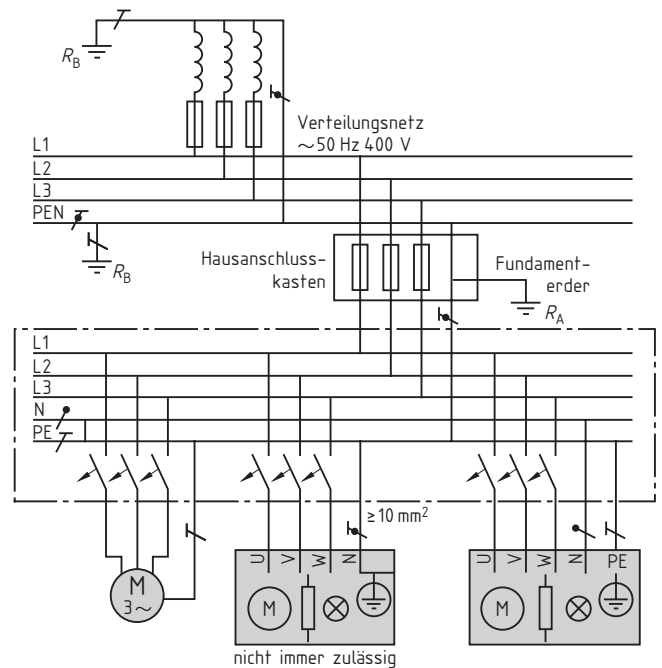 R_B
Verteilungsnetz
~50 Hz 400 V
L1
L2
L3
PEN
R_B
Hausanschluss-
kasten
Fundament-
erder
R_A
L1
L2
L3
N
PE
≥10 mm²
U V W N
U V W N PE
M
3~
M
M
nicht immer zulässig